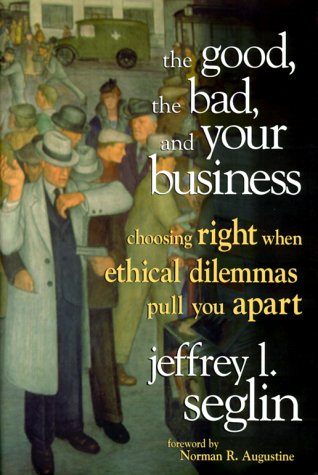 the good,
the bad,
and your
business
choosing right when
ethical dilemmas
pull you apart
jeffrey l.
seglin
foreword by
Norman R. Augustine